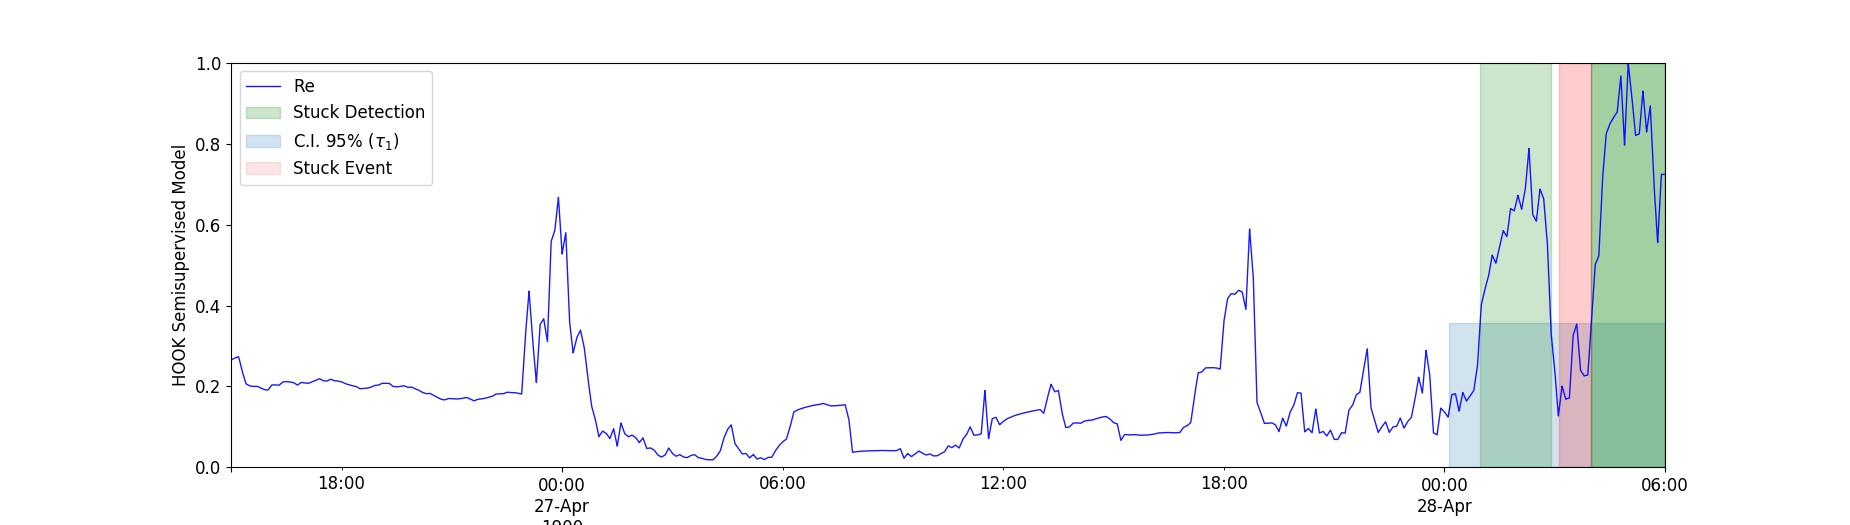 1.0
0.8
0.6
0.4
0.2
0.0
HOOK Semisupervised Model
Re
Stuck Detection
C.I. 95% (τ₁)
Stuck Event
18:00
00:00
27-Apr
1900
06:00
12:00
18:00
00:00
28-Apr
06:00